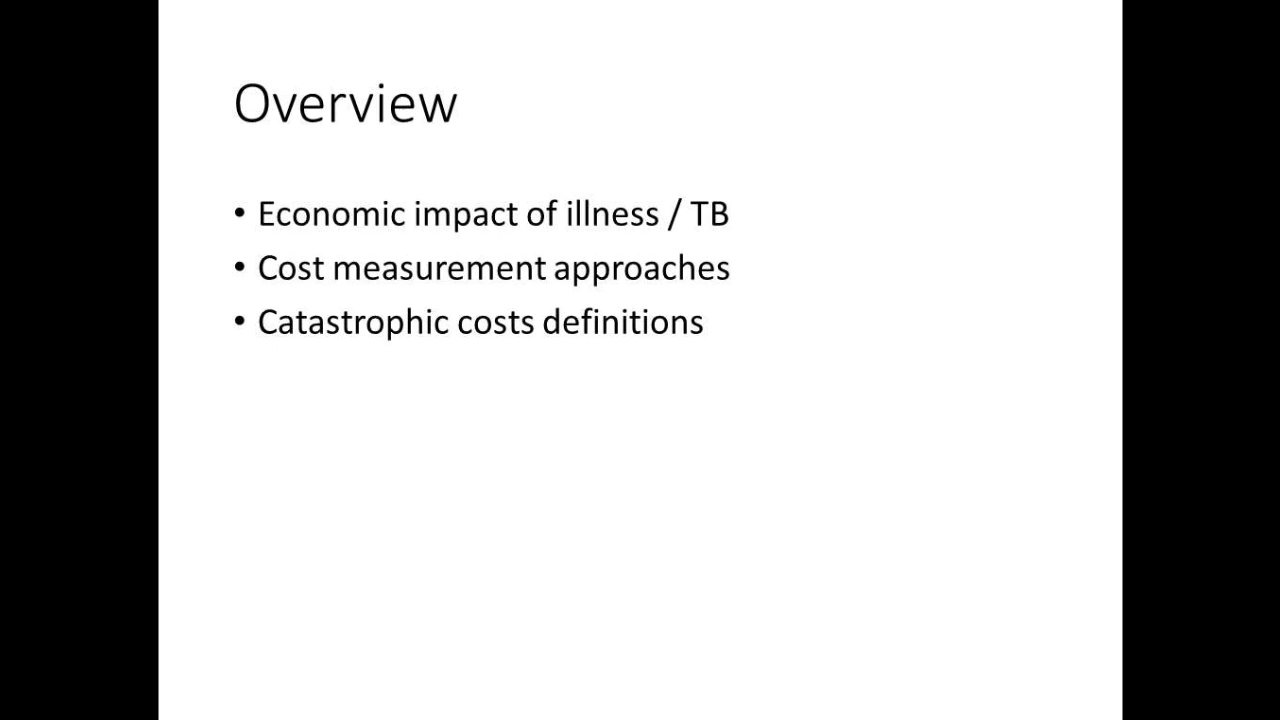 Overview
• Economic impact of illness / TB
• Cost measurement approaches
• Catastrophic costs definitions